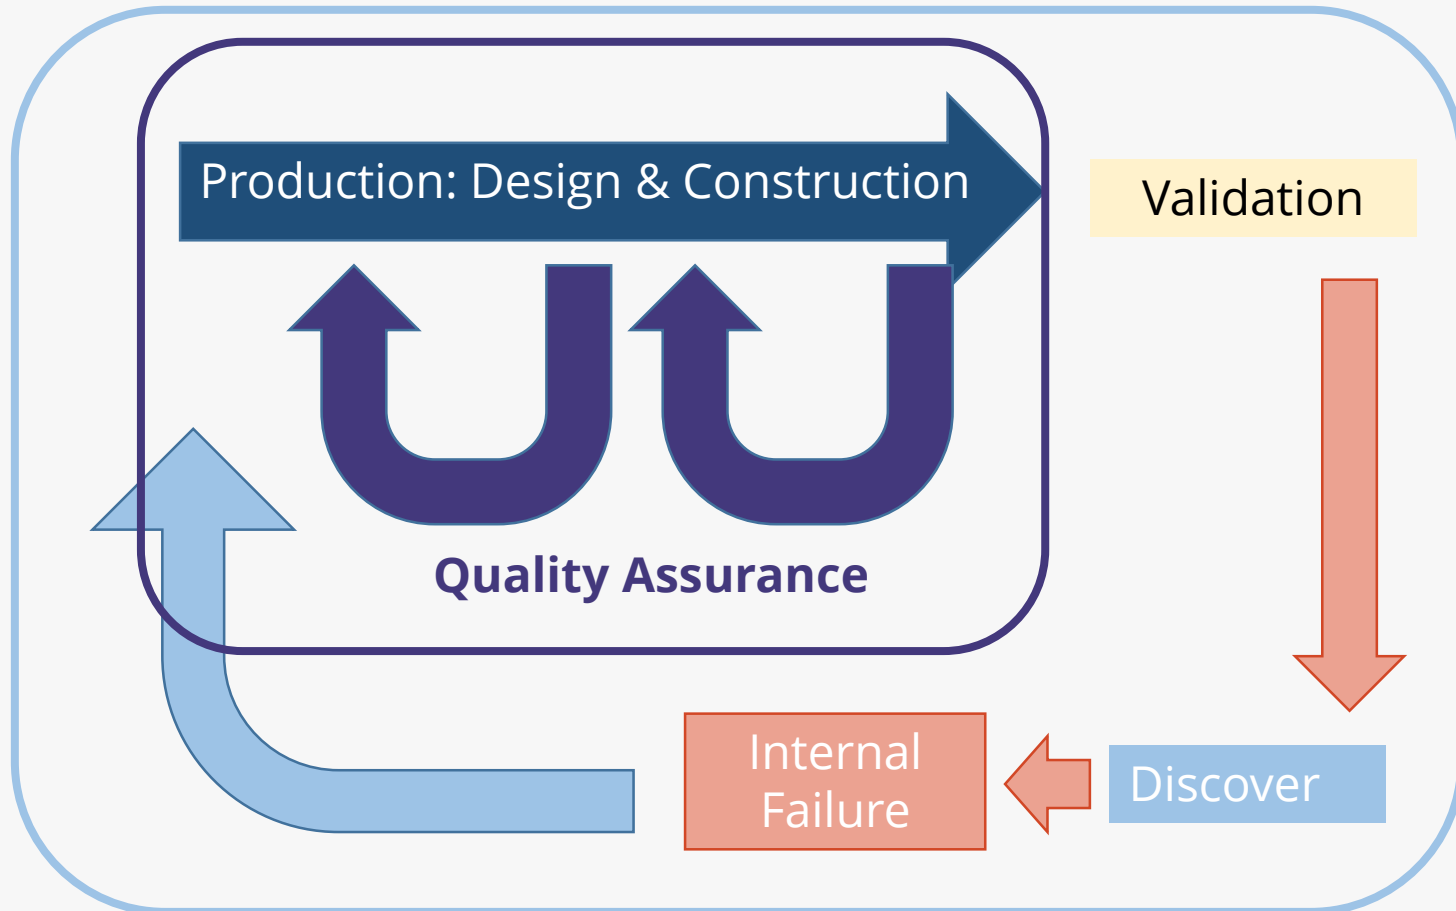 Production: Design & Construction
Validation
Quality Assurance
Internal
Failure
Discover